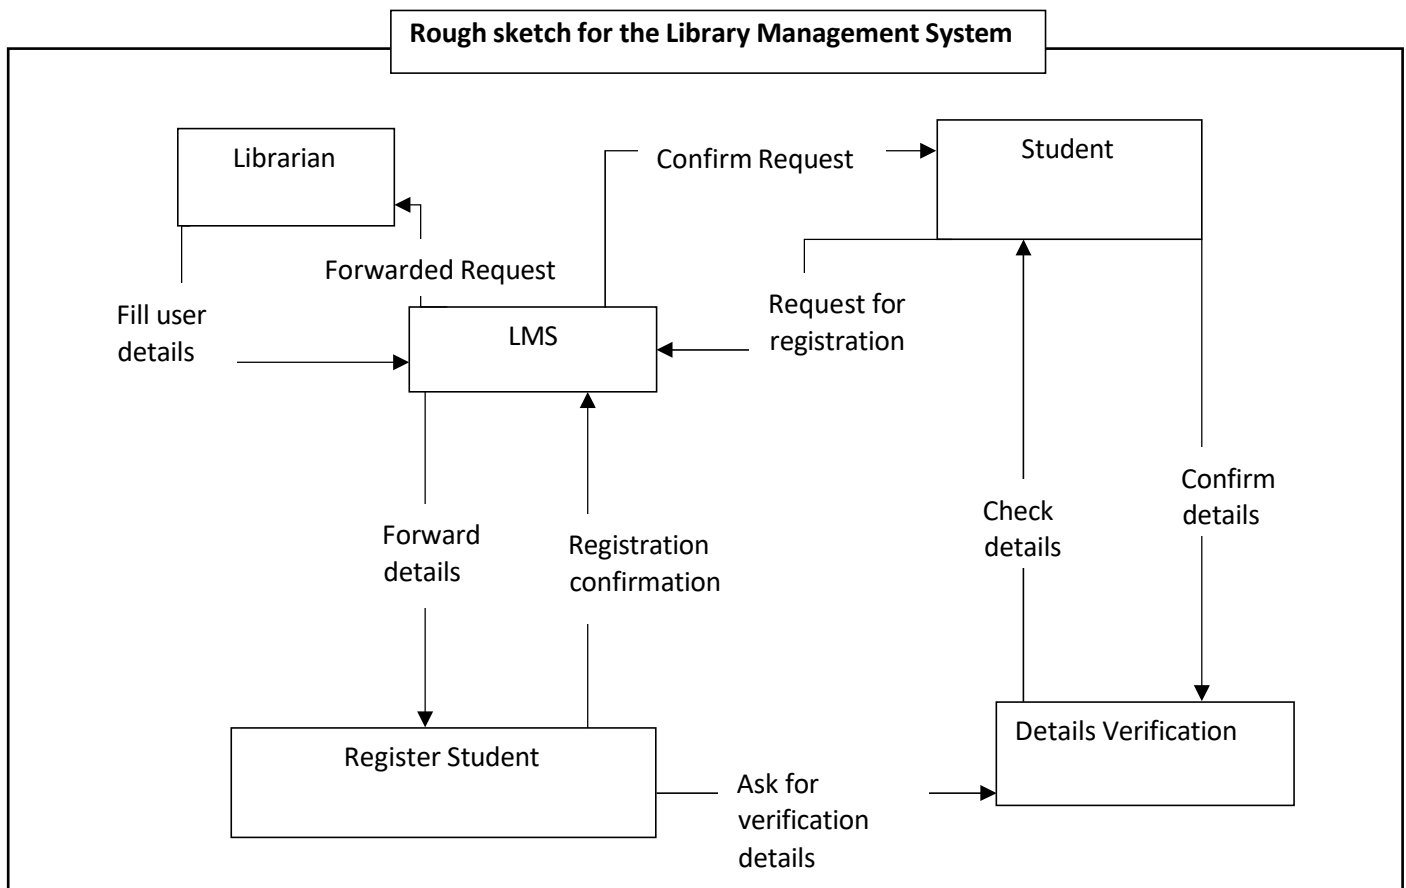 Rough sketch for the Library Management System
Librarian
Confirm Request
Student
Forwarded Request
Fill user
details
LMS
Request for
registration
Forward
details
Registration
confirmation
Check
details
Confirm
details
Register Student
Details Verification
Ask for
verification
details